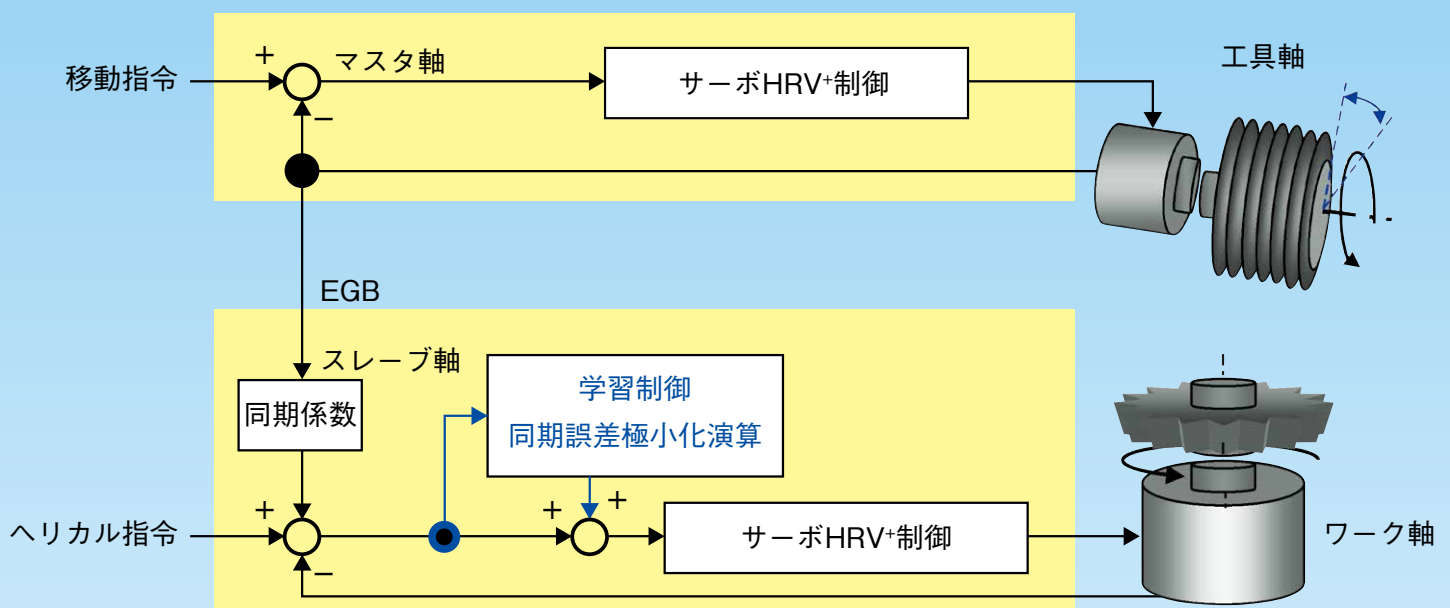 工具軸
+
マスタ軸
移動指令
サーボHRV⁺制御
−
EGB
スレーブ軸
学習制御
同期誤差極小化演算
同期係数
+
+
+
ヘリカル指令
サーボHRV⁺制御
ワーク軸
−